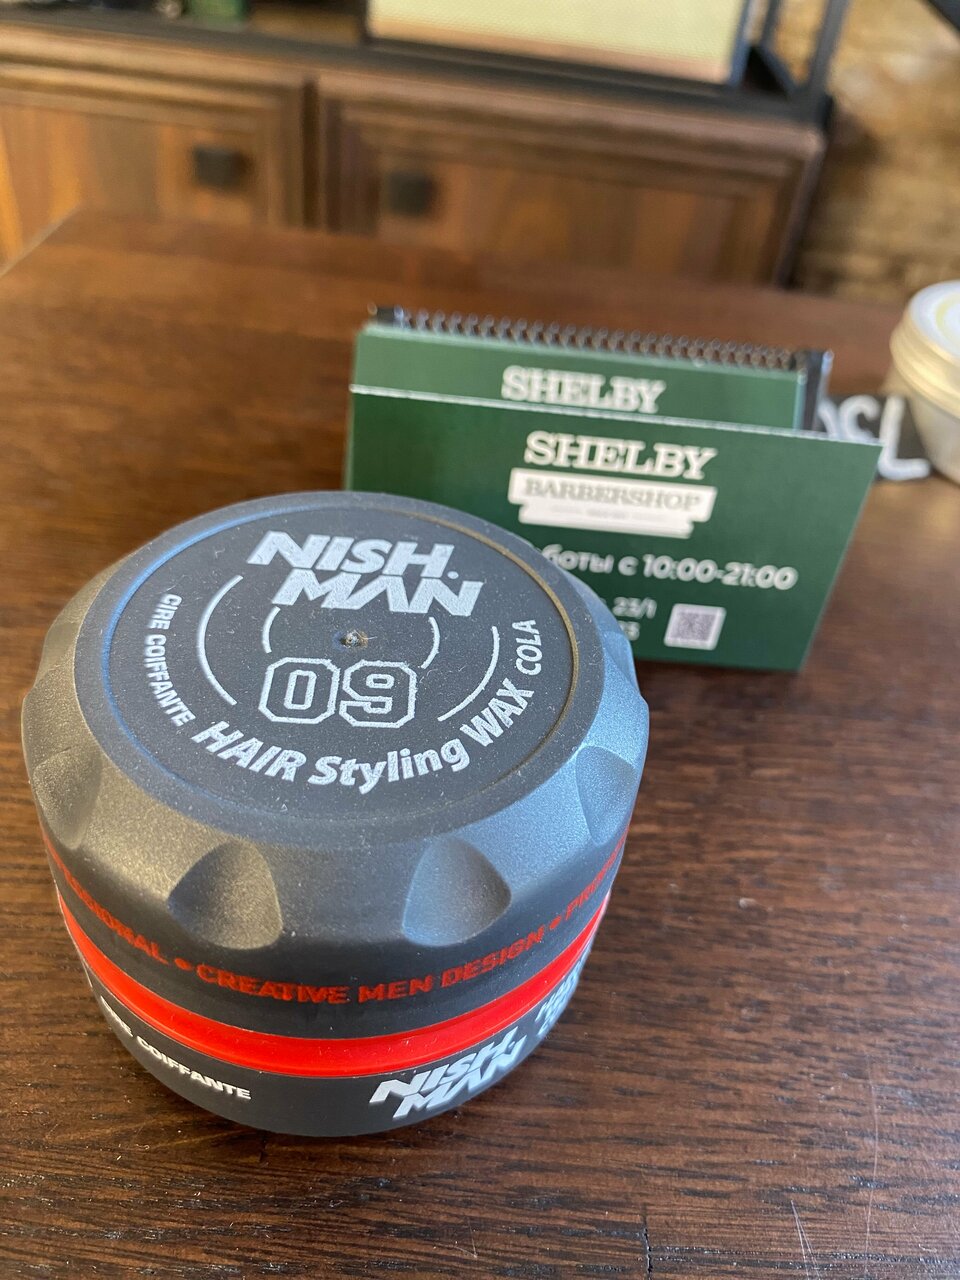 SHELBY
SHELBY
BARBERSHOP
боты с 10:00-21:00
23/1
NISH.
MAN
09
CIRE COIFFANTE HAIR Styling WAX COLA
CREATIVE MEN DESIGN
COIFFANTE
NISH.
MAN